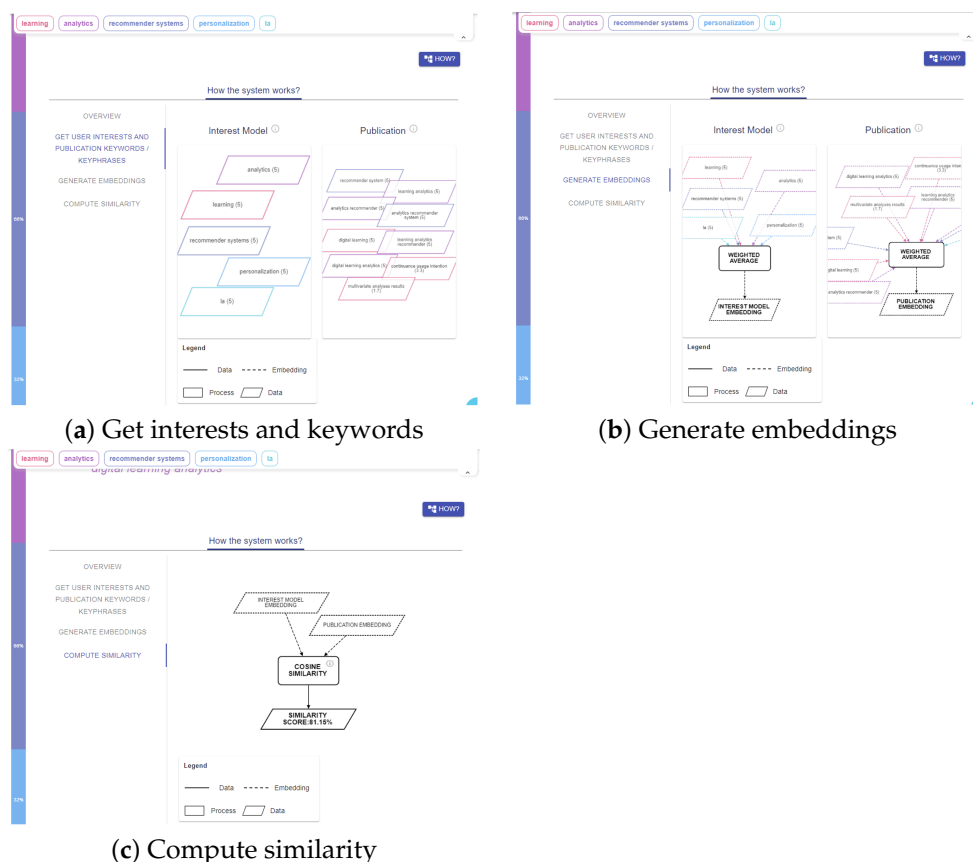 learning analytics recommender systems personalization la
HOW?
How the system works?
OVERVIEW
GET USER INTERESTS AND
PUBLICATION KEYWORDS /
KEYPHRASES
GENERATE EMBEDDINGS
COMPUTE SIMILARITY
Interest Model
analytics (5)
learning (5)
recommender systems (5)
personalization (5)
la (5)
Publication
recommender system (5)
learning analytics (5)
analytics recommender (5)
analytics recommender
system (5)
digital learning (5)
learning analytics
recommender (5)
digital learning analytics (5)
continuance usage intention
(3.3)
multivariate analyses results
(1.7)
Legend
Data Embedding
Process Data
66%
33%
(a) Get interests and keywords
learning analytics recommender systems personalization la
HOW?
How the system works?
OVERVIEW
GET USER INTERESTS AND
PUBLICATION KEYWORDS /
KEYPHRASES
GENERATE EMBEDDINGS
COMPUTE SIMILARITY
Interest Model
learning (5)
analytics (5)
recommender systems (5)
la (5)
personalization (5)
WEIGHTED
AVERAGE
INTEREST MODEL
EMBEDDING
Publication
continuance usage intention
(3.3)
digital learning analytics (5)
learning analytics
recommender (5)
multivariate analyses results
(1.7)
stem (5)
WEIGHTED
AVERAGE
digital learning (5)
analytics recommender (5)
PUBLICATION
EMBEDDING
Legend
Data Embedding
Process Data
66%
33%
(b) Generate embeddings
learning analytics recommender systems personalization la
digital learning analytics
HOW?
How the system works?
OVERVIEW
GET USER INTERESTS AND
PUBLICATION KEYWORDS /
KEYPHRASES
GENERATE EMBEDDINGS
COMPUTE SIMILARITY
INTEREST MODEL
EMBEDDING
PUBLICATION EMBEDDING
COSINE
SIMILARITY
SIMILARITY
SCORE:81.15%
Legend
Data Embedding
Process Data
66%
32%
(c) Compute similarity